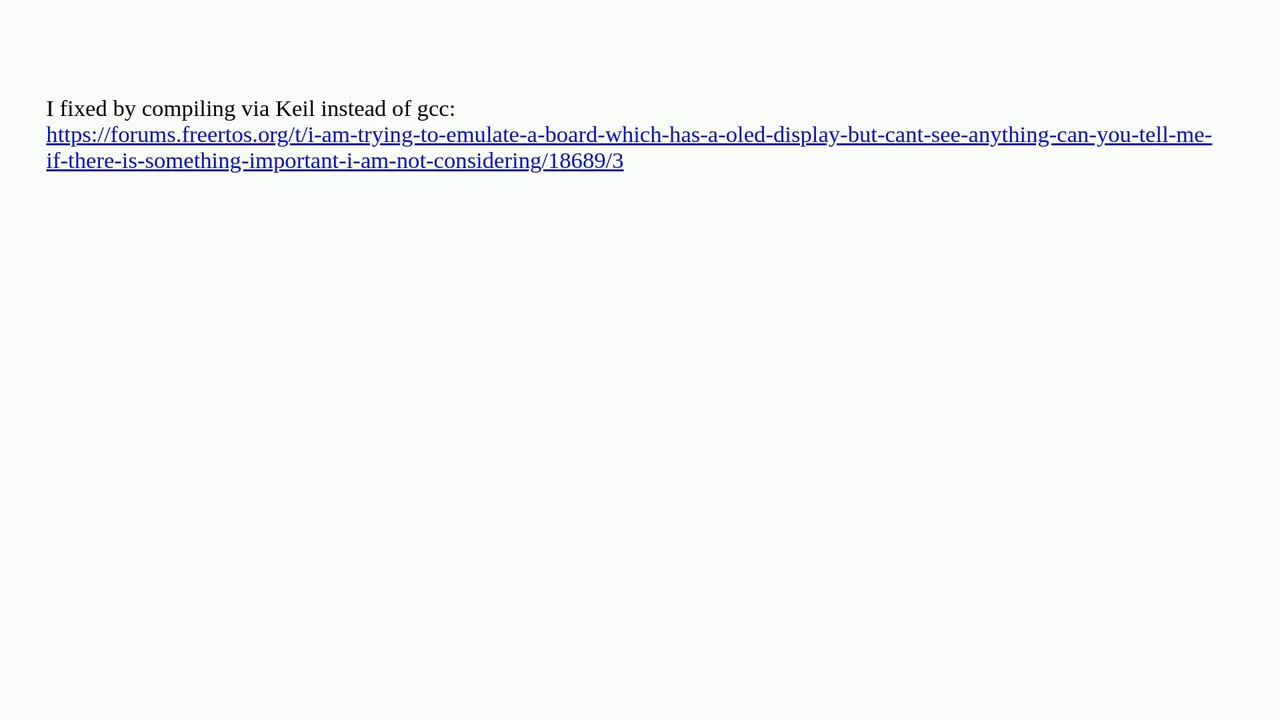 I fixed by compiling via Keil instead of gcc:
https://forums.freertos.org/t/i-am-trying-to-emulate-a-board-which-has-a-oled-display-but-cant-see-anything-can-you-tell-me-
if-there-is-something-important-i-am-not-considering/18689/3